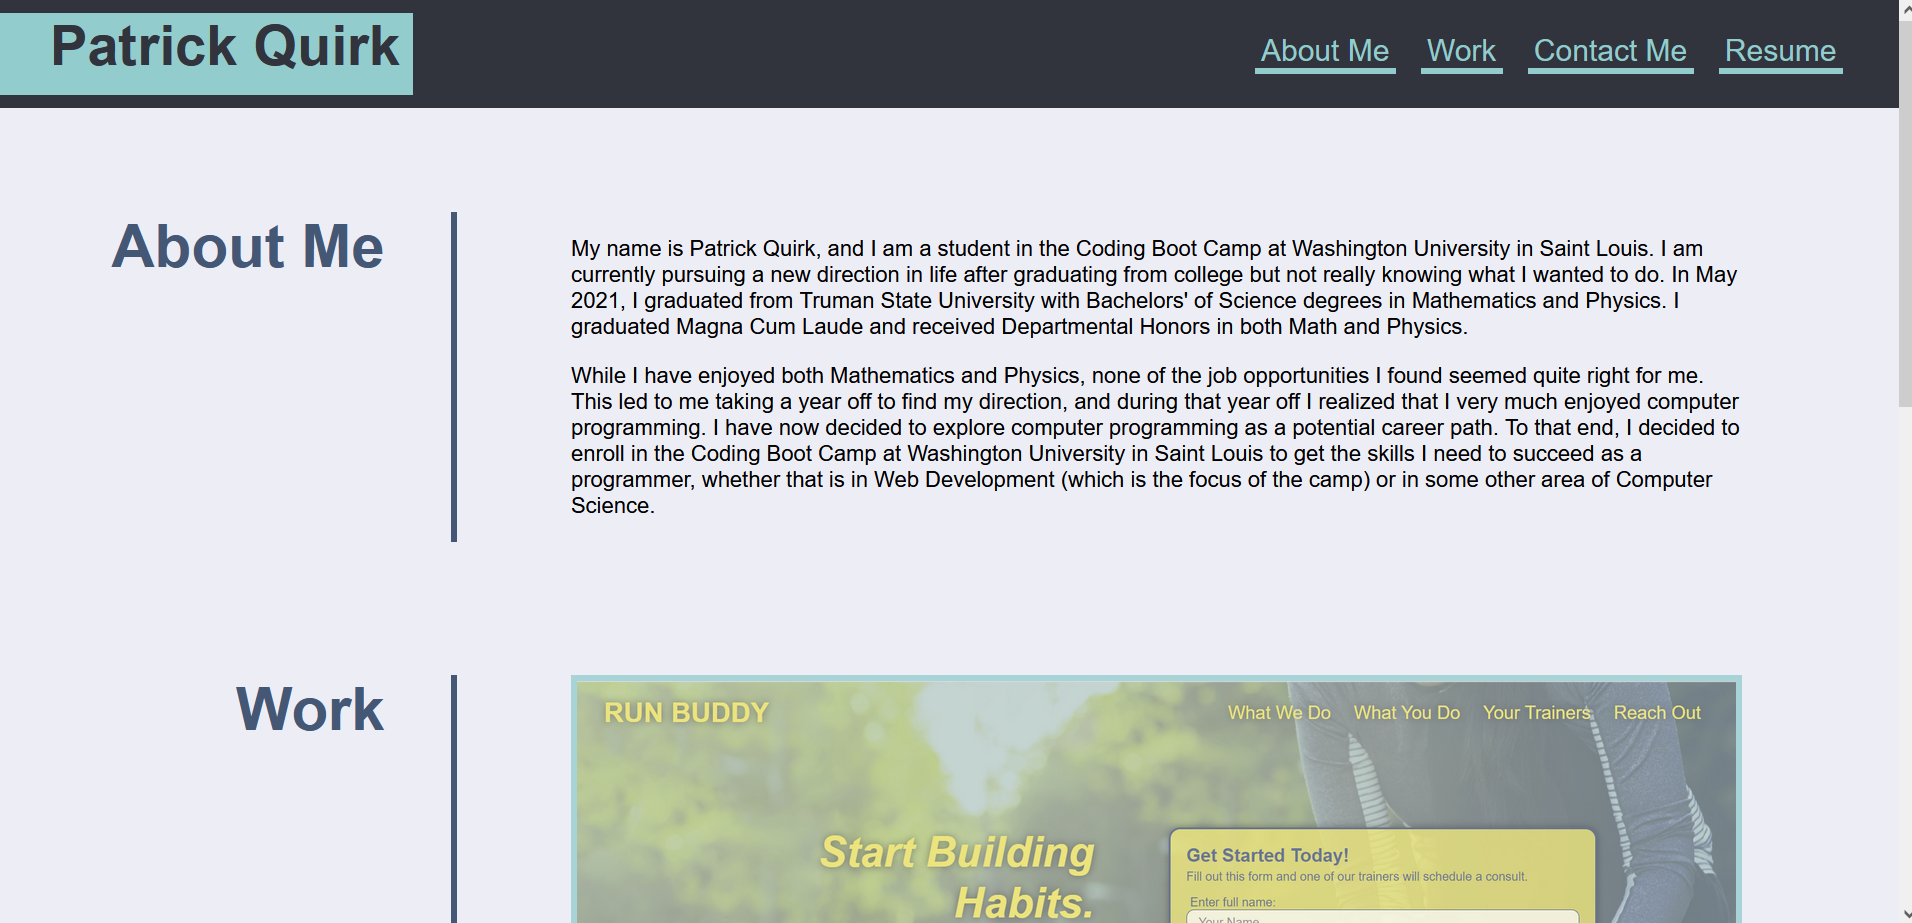 Patrick Quirk
About Me Work Contact Me Resume
About Me
My name is Patrick Quirk, and I am a student in the Coding Boot Camp at Washington University in Saint Louis. I am
currently pursuing a new direction in life after graduating from college but not really knowing what I wanted to do. In May
2021, I graduated from Truman State University with Bachelors' of Science degrees in Mathematics and Physics. I
graduated Magna Cum Laude and received Departmental Honors in both Math and Physics.
While I have enjoyed both Mathematics and Physics, none of the job opportunities I found seemed quite right for me.
This led to me taking a year off to find my direction, and during that year off I realized that I very much enjoyed computer
programming. I have now decided to explore computer programming as a potential career path. To that end, I decided to
enroll in the Coding Boot Camp at Washington University in Saint Louis to get the skills I need to succeed as a
programmer, whether that is in Web Development (which is the focus of the camp) or in some other area of Computer
Science.
Work
RUN BUDDY
What We Do What You Do Your Trainers Reach Out
Start Building
Habits.
Get Started Today!
Fill out this form and one of our trainers will schedule a consult.
Enter full name:
Your Name